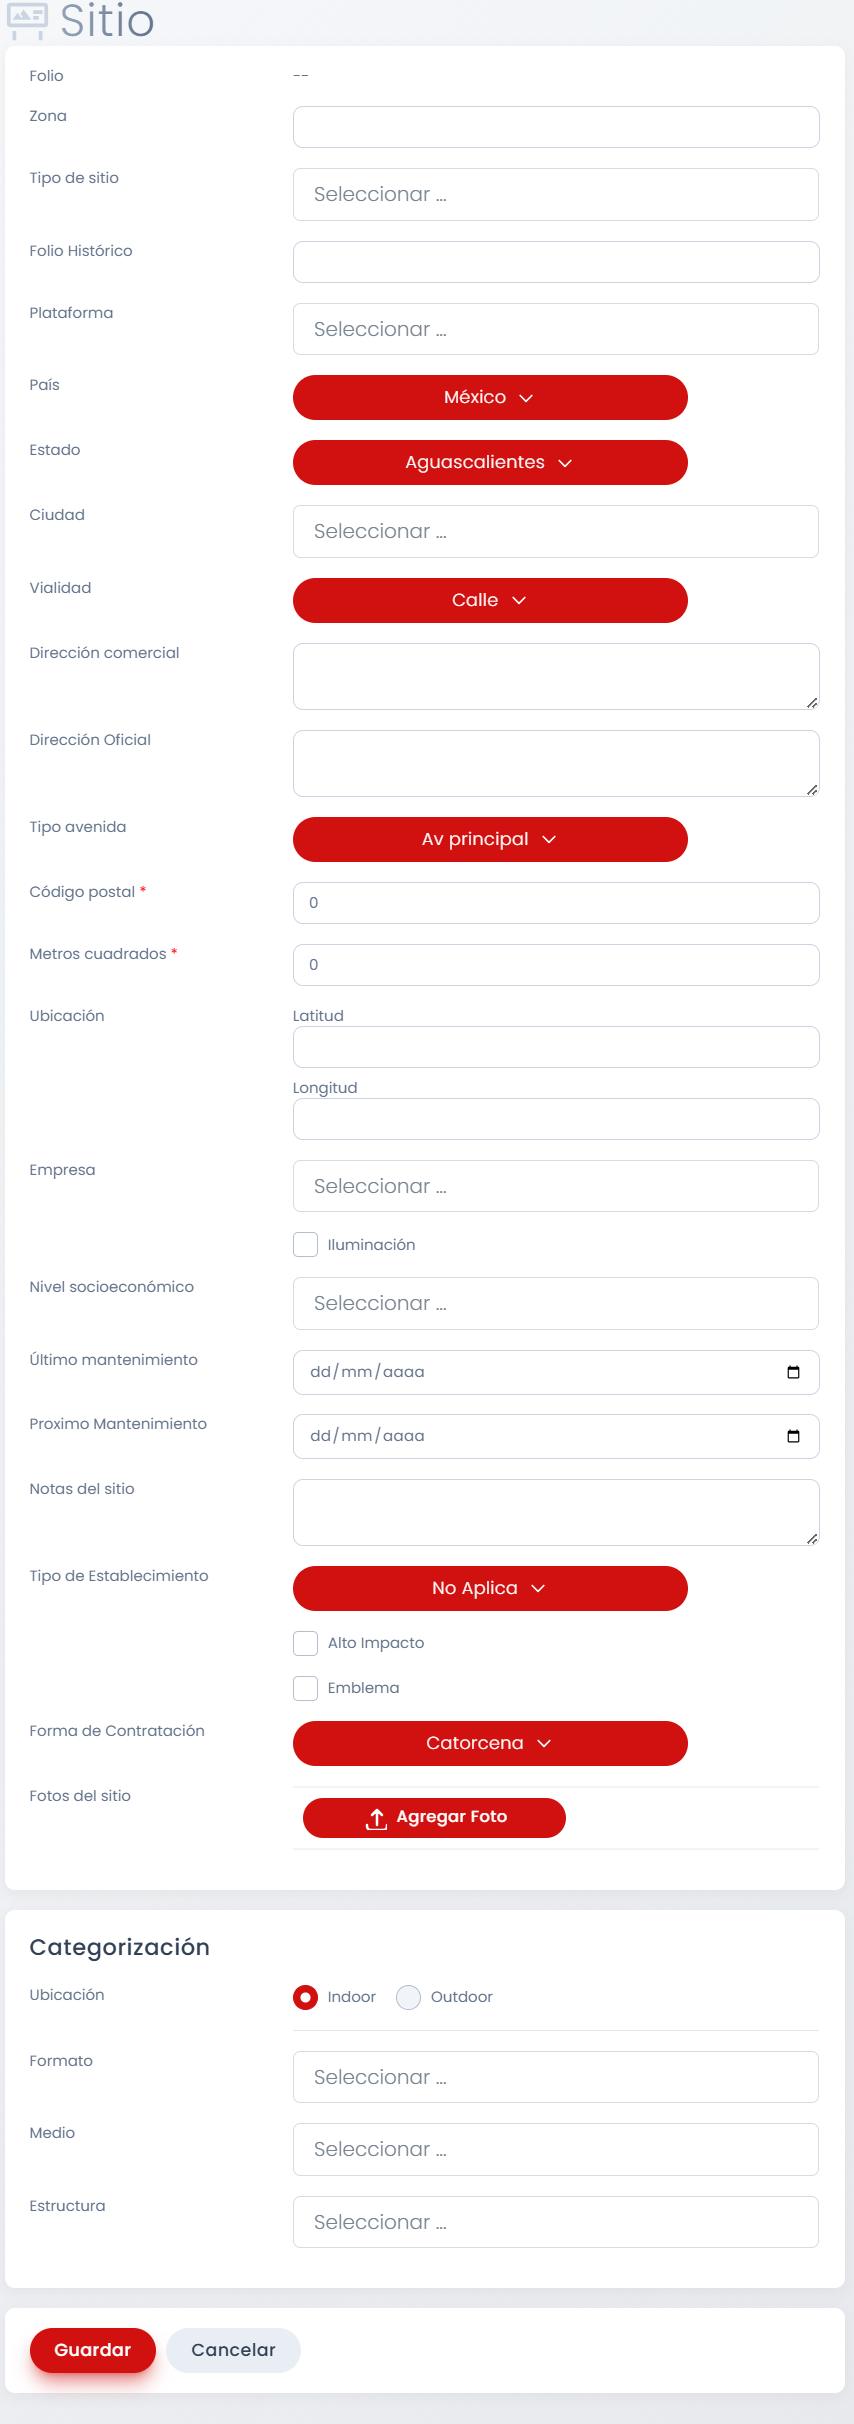 Sitio
Folio --
Zona
Tipo de sitio Seleccionar ...
Folio Histórico
Plataforma Seleccionar ...
País México
Estado Aguascalientes
Ciudad Seleccionar ...
Vialidad Calle
Dirección comercial
Dirección Oficial
Tipo avenida Av principal
Código postal * 0
Metros cuadrados * 0
Ubicación Latitud
Longitud
Empresa Seleccionar ...
Iluminación
Nivel socioeconómico Seleccionar ...
Último mantenimiento dd/mm/aaaa
Proximo Mantenimiento dd/mm/aaaa
Notas del sitio
Tipo de Establecimiento No Aplica
Alto Impacto
Emblema
Forma de Contratación Catorcena
Fotos del sitio Agregar Foto
Categorización
Ubicación Indoor Outdoor
Formato Seleccionar ...
Medio Seleccionar ...
Estructura Seleccionar ...
Guardar Cancelar